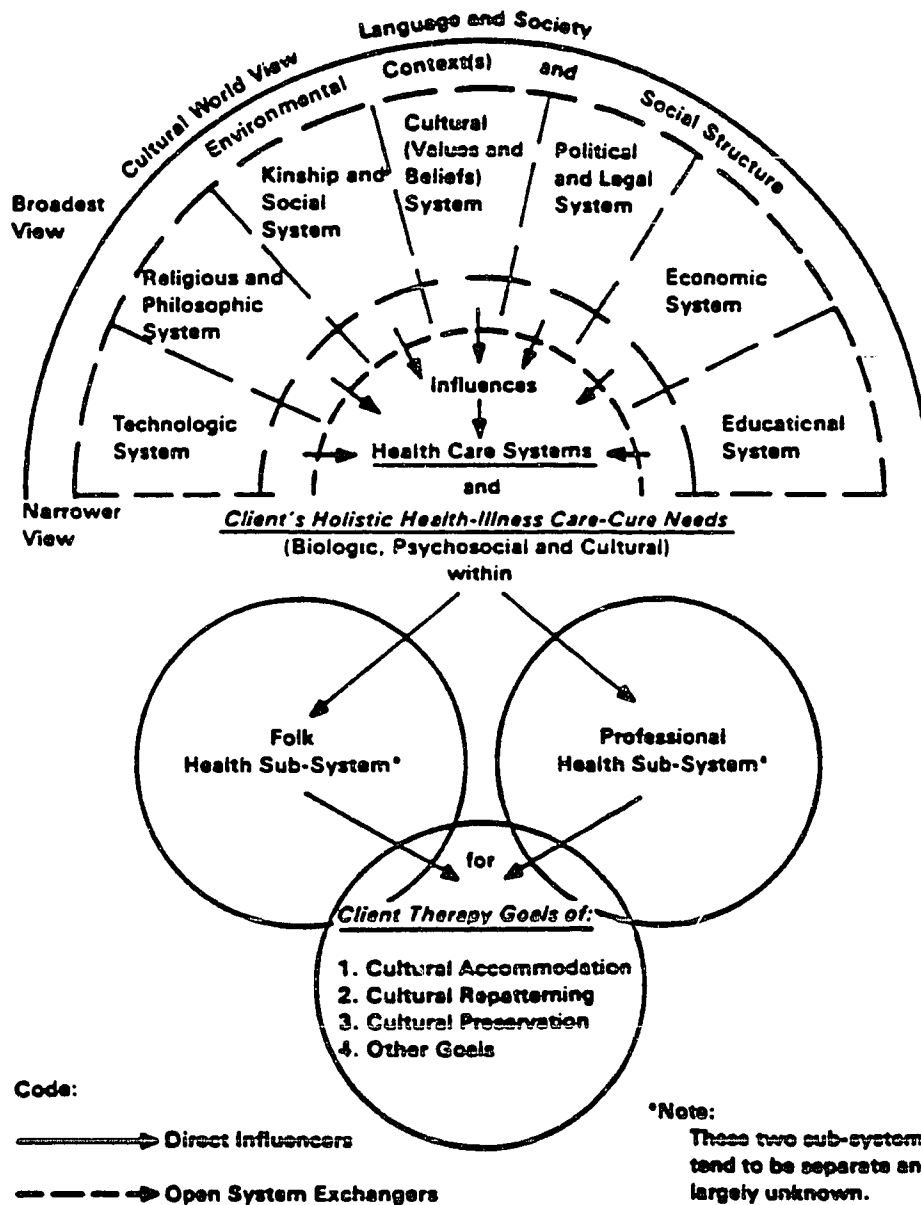 Language and Society
Cultural World View
Environmental Context(s) and
Social Structure
Broadest
View
Kinship and
Social
System
Cultural
(Values and
Beliefs)
System
Political
and Legal
System
Religious and
Philosophic
System
Economic
System
Technologic
System
Educational
System
Influences
Health Care Systems
and
Narrower
View
Client's Holistic Health-Illness Care-Cure Needs
(Biologic, Psychosocial and Cultural)
within
Folk
Health Sub-System*
Professional
Health Sub-System*
for
Client Therapy Goals of:
1. Cultural Accommodation
2. Cultural Repatterning
3. Cultural Preservation
4. Other Goals
Code:
Direct Influencers
Open System Exchangers
*Note:
These two sub-system
tend to be separate an
largely unknown.